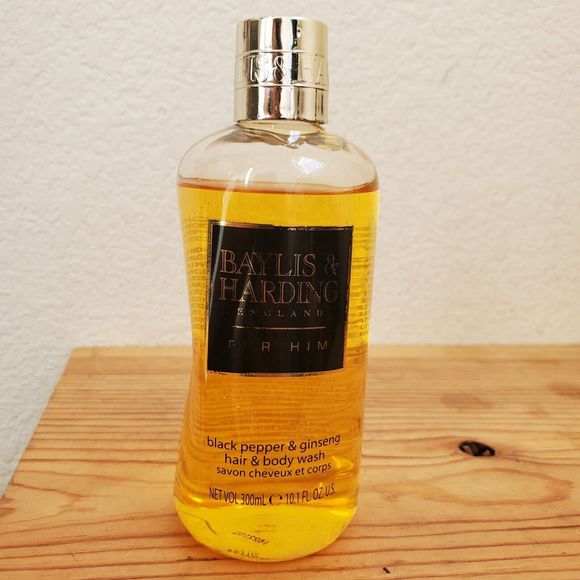 BAYLIS &
HARDING
ENGLAND
FOR HIM
black pepper & ginseng
hair & body wash
savon cheveux et corps
NET VOL 300mL ℮ 10.1 FL. OZ U.S.